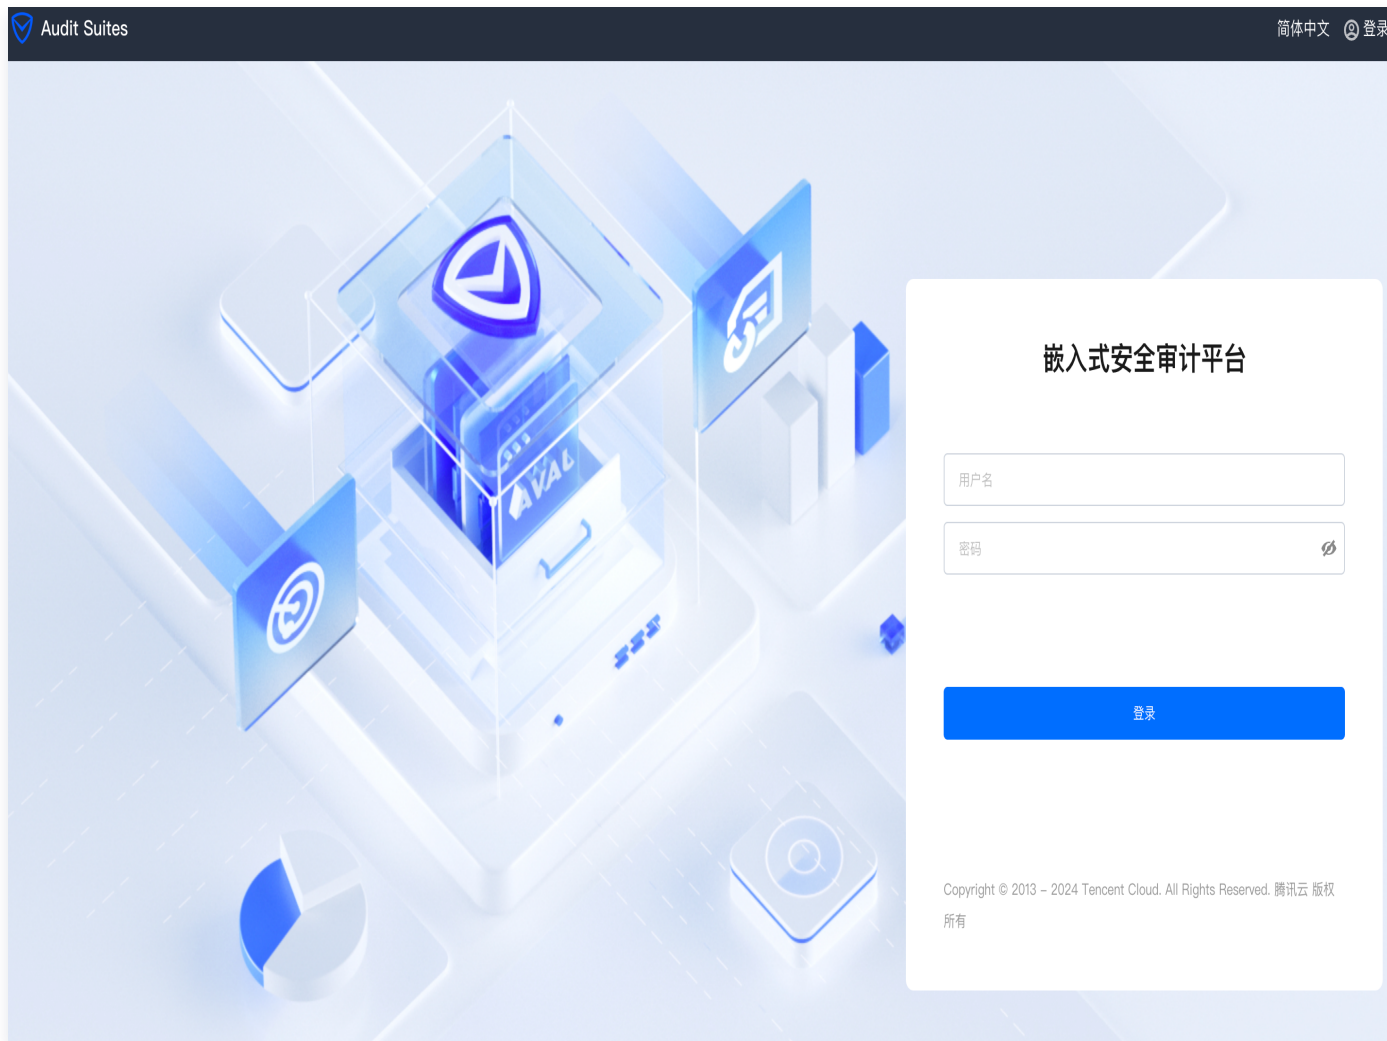 Audit Suites
简体中文
登录
嵌入式安全审计平台
用户名
密码
登录
Copyright © 2013 – 2024 Tencent Cloud. All Rights Reserved. 腾讯云 版权
所有